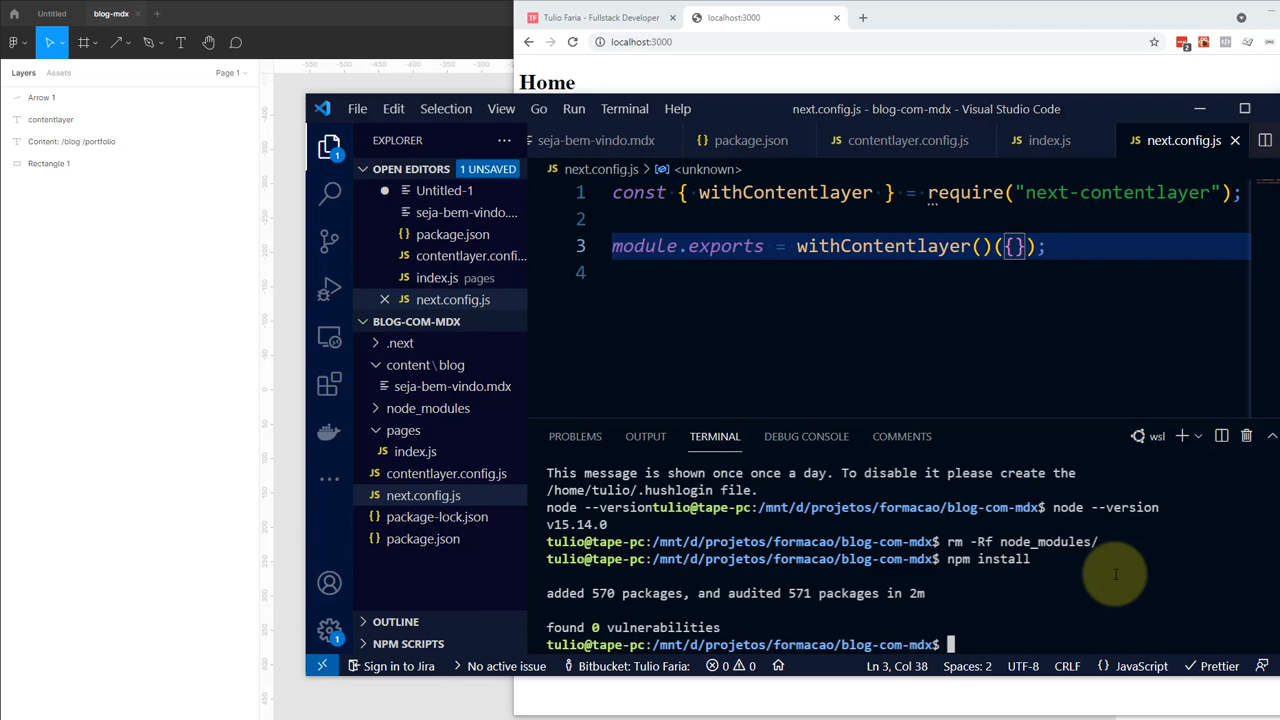 Untitled
blog-mdx
Layers
Assets
Page 1
Arrow 1
contentlayer
Content: /blog /portfolio
Rectangle 1
-550
-500
-450
-400
-350
-300
Tulio Faria - Fullstack Developer
localhost:3000
localhost:3000
Home
File Edit Selection View Go Run Terminal Help
next.config.js - blog-com-mdx - Visual Studio Code
EXPLORER
OPEN EDITORS 1 UNSAVED
Untitled-1
seja-bem-vindo....
package.json
contentlayer.confi...
index.js pages
next.config.js
BLOG-COM-MDX
.next
content\blog
seja-bem-vindo.mdx
node_modules
pages
index.js
contentlayer.config.js
next.config.js
package-lock.json
package.json
OUTLINE
NPM SCRIPTS
seja-bem-vindo.mdx
package.json
contentlayer.config.js
index.js
next.config.js
next.config.js > <unknown>
1 const { withContentlayer } = require("next-contentlayer");
2
3 module.exports = withContentlayer()({});
4
PROBLEMS OUTPUT TERMINAL DEBUG CONSOLE COMMENTS
wsl
This message is shown once once a day. To disable it please create the
/home/tulio/.hushlogin file.
node --versiontulio@tape-pc:/mnt/d/projetos/formacao/blog-com-mdx$ node --version
v15.14.0
tulio@tape-pc:/mnt/d/projetos/formacao/blog-com-mdx$ rm -Rf node_modules/
tulio@tape-pc:/mnt/d/projetos/formacao/blog-com-mdx$ npm install
added 570 packages, and audited 571 packages in 2m
found 0 vulnerabilities
tulio@tape-pc:/mnt/d/projetos/formacao/blog-com-mdx$
Sign in to Jira
No active issue
Bitbucket: Tulio Faria:
0 0
Ln 3, Col 38
Spaces: 2
UTF-8
CRLF
JavaScript
Prettier